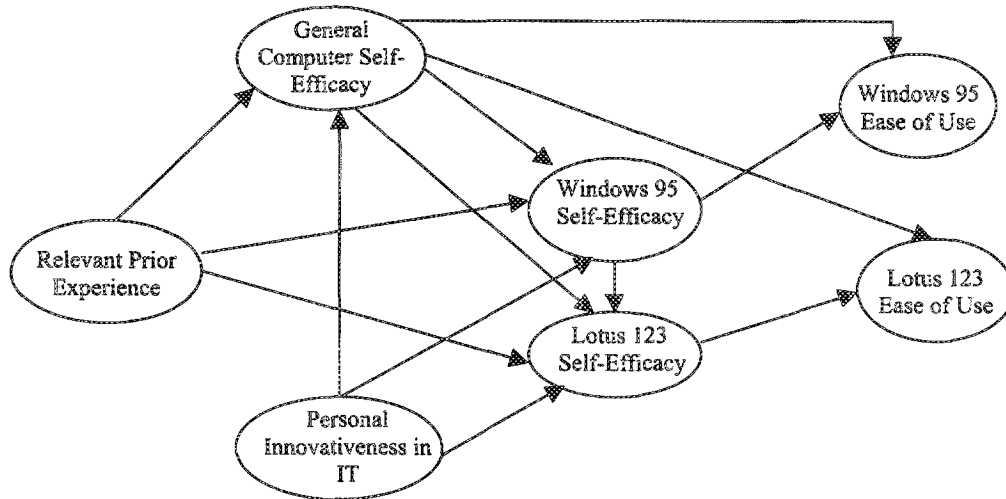 General
Computer Self-
Efficacy
Windows 95
Ease of Use
Windows 95
Self-Efficacy
Relevant Prior
Experience
Lotus 123
Ease of Use
Lotus 123
Self-Efficacy
Personal
Innovativeness in
IT